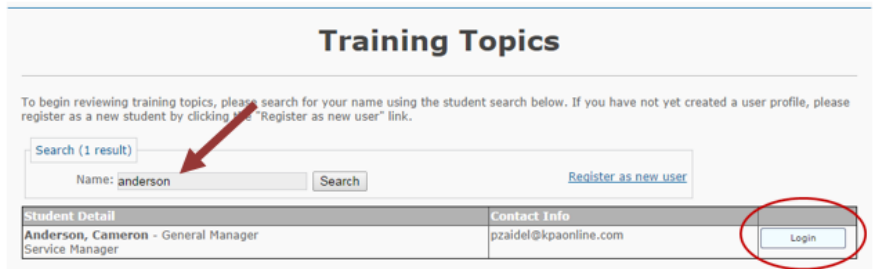 Training Topics
To begin reviewing training topics, please search for your name using the student search below. If you have not yet created a user profile, please
register as a new student by clicking the "Register as new user" link.
Search (1 result)
Name: anderson Search Register as new user
Student Detail Contact Info
Anderson, Cameron - General Manager pzaidel@kpaonline.com Login
Service Manager